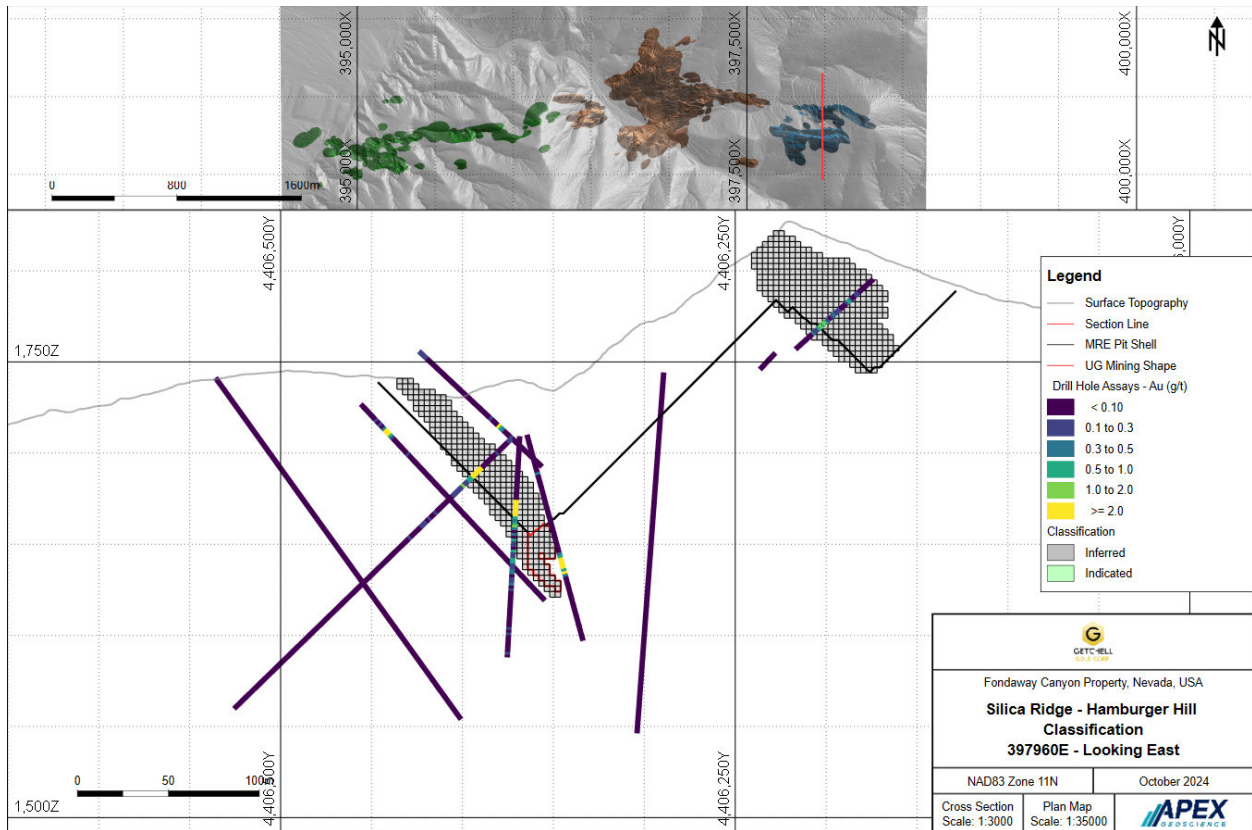 395,000X
397,500X
400,000X
N
0 800 1600m
395,000X
397,500X
400,000X
4,406,500Y
4,406,250Y
6,000Y
1,750Z
Legend
Surface Topography
Section Line
MRE Pit Shell
UG Mining Shape
Drill Hole Assays - Au (g/t)
< 0.10
0.1 to 0.3
0.3 to 0.5
0.5 to 1.0
1.0 to 2.0
>= 2.0
Classification
Inferred
Indicated
0 50 100m
1,500Z
4,406,500Y
4,406,250Y
G
GETCHELL
GOLD CORP
Fondaway Canyon Property, Nevada, USA
Silica Ridge - Hamburger Hill
Classification
397960E - Looking East
NAD83 Zone 11N
October 2024
Cross Section
Scale: 1:3000
Plan Map
Scale: 1:35000
APEX
GEOSCIENCE